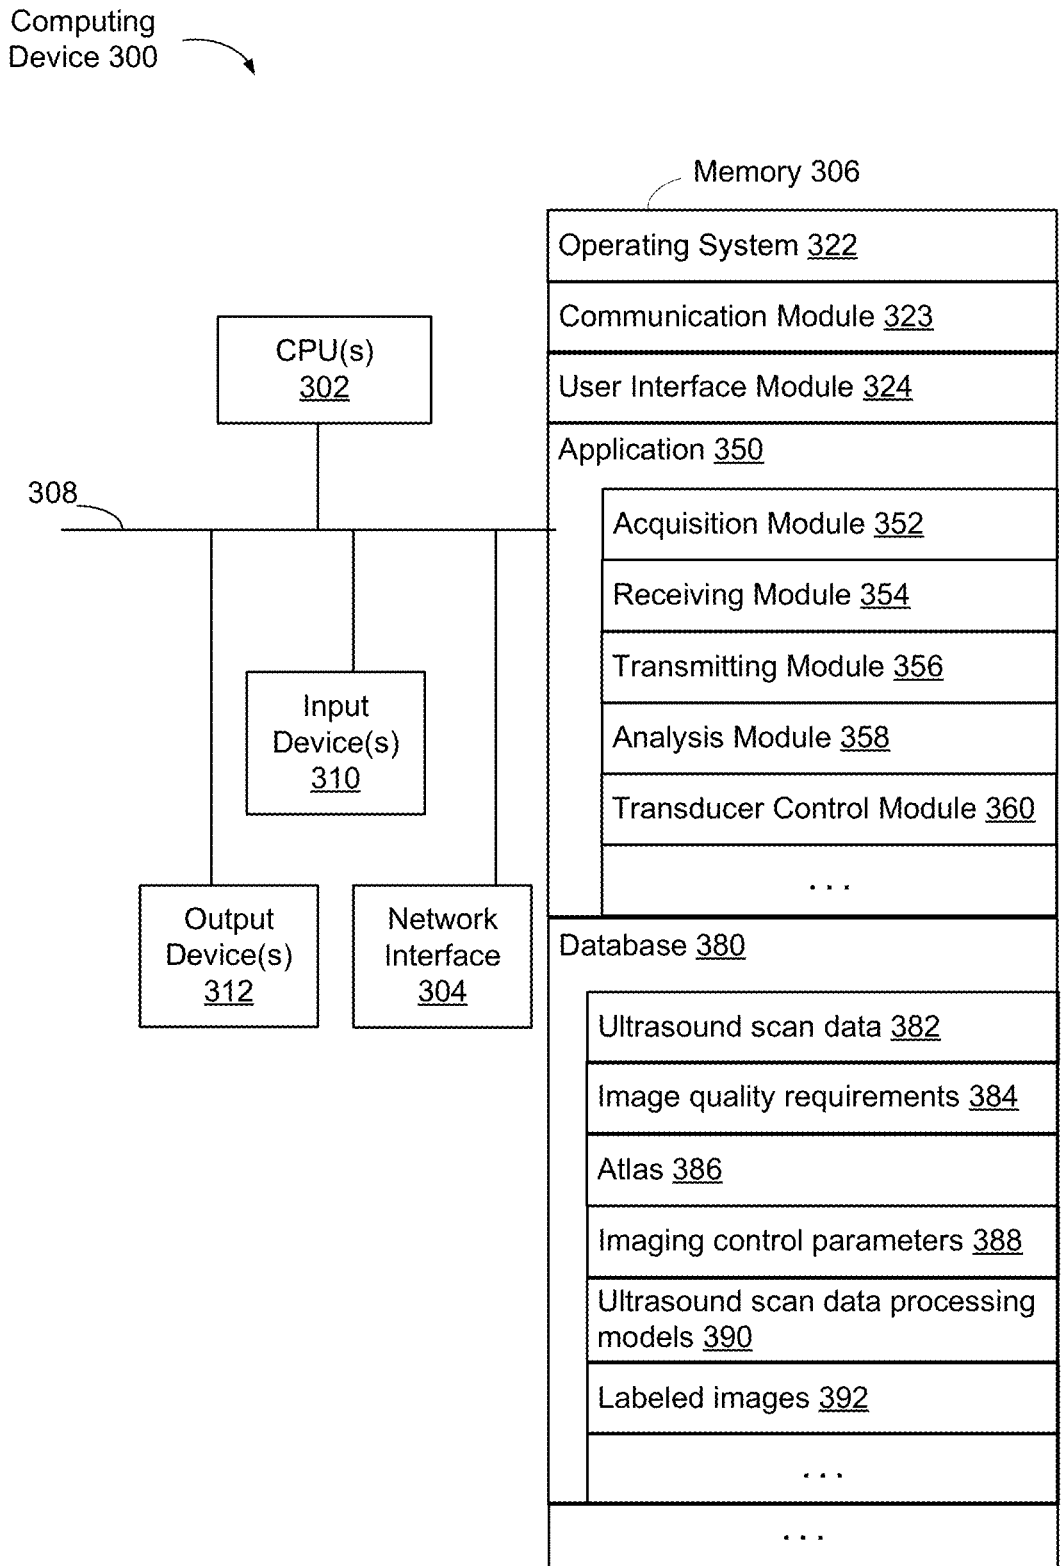 Computing
Device 300
Memory 306
Operating System 322
Communication Module 323
CPU(s)
302
User Interface Module 324
Application 350
308
Acquisition Module 352
Receiving Module 354
Transmitting Module 356
Input
Device(s)
310
Analysis Module 358
Transducer Control Module 360
...
Output
Device(s)
312
Network
Interface
304
Database 380
Ultrasound scan data 382
Image quality requirements 384
Atlas 386
Imaging control parameters 388
Ultrasound scan data processing
models 390
Labeled images 392
...
...